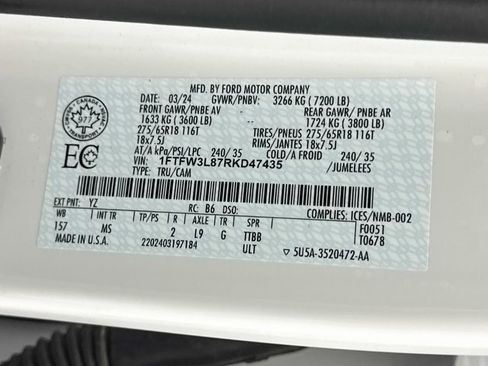 MFD. BY FORD MOTOR COMPANY
DATE: 03/24 GVWR/PNBV: 3266 KG ( 7200 LB)
FRONT GAWR/PNBE AV REAR GAWR/PNBE AR
1633 KG ( 3600 LB) 1724 KG ( 3800 LB)
275/65R18 116T TIRES/PNEUS 275/65R18 116T
18x7.5J RIMS/JANTES 18x7.5J
AT/A kPa/PSI/LPC 240/ 35 COLD/A FROID 240/ 35
VIN: 1FTFW3L87RKD47435 /JUMELEES
TYPE: TRU/CAM
CANADA
977
TRANSPORT
EC
EXT PNT: YZ RC: B6 DSO: COMPLIES: ICES/NMB-002
WB INT TR TP/PS R AXLE TR SPR F0051
157 MS 2 L9 G TTBB T0678
MADE IN U.S.A. 2202403197184 ULT 5U5A-3520472-AA